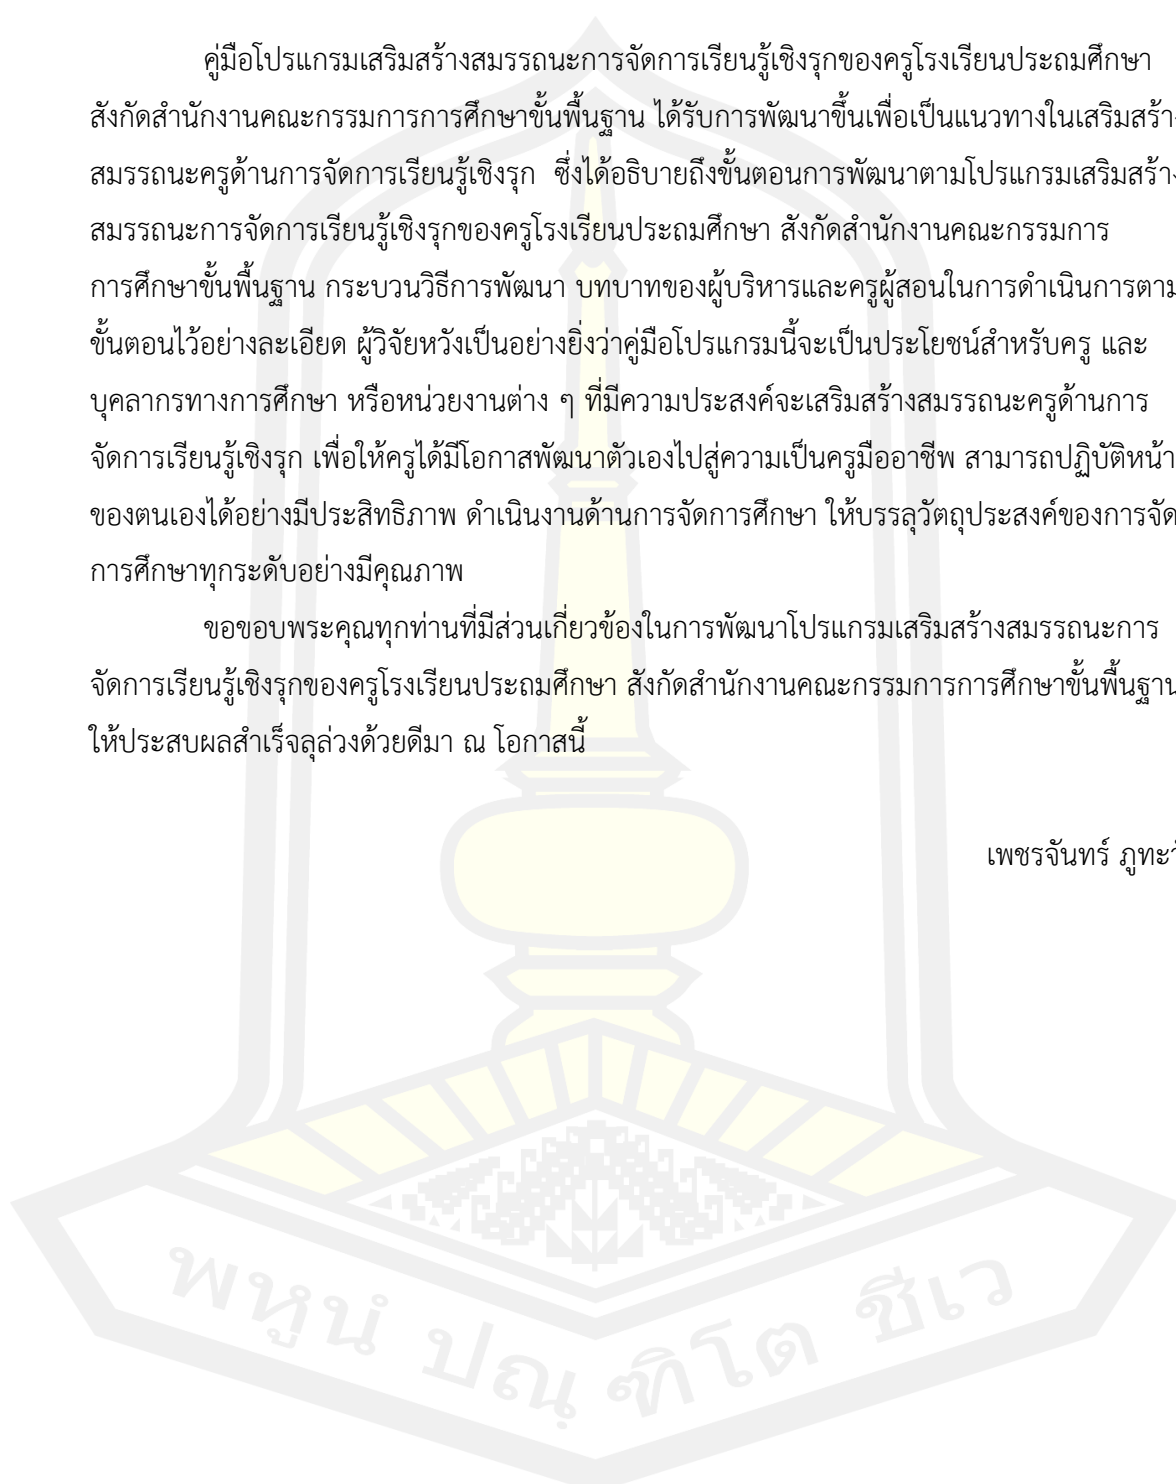 คู่มือโปรแกรมเสริมสร้างสมรรถนะการจัดการเรียนรู้เชิงรุกของครูโรงเรียนประถมศึกษา
สังกัดสำนักงานคณะกรรมการการศึกษาขั้นพื้นฐาน ได้รับการพัฒนาขึ้นเพื่อเป็นแนวทางในเสริมสร้า
สมรรถนะครูด้านการจัดการเรียนรู้เชิงรุก ซึ่งได้อธิบายถึงขั้นตอนการพัฒนาตามโปรแกรมเสริมสร้าง
สมรรถนะการจัดการเรียนรู้เชิงรุกของครูโรงเรียนประถมศึกษา สังกัดสำนักงานคณะกรรมการ
การศึกษาขั้นพื้นฐาน กระบวนวิธีการพัฒนา บทบาทของผู้บริหารและครูผู้สอนในการดำเนินการตาม
ขั้นตอนไว้อย่างละเอียด ผู้วิจัยหวังเป็นอย่างยิ่งว่าคู่มือโปรแกรมนี้จะเป็นประโยชน์สำหรับครู และ
บุคลากรทางการศึกษา หรือหน่วยงานต่าง ๆ ที่มีความประสงค์จะเสริมสร้างสมรรถนะครูด้านการ
จัดการเรียนรู้เชิงรุก เพื่อให้ครูได้มีโอกาสพัฒนาตัวเองไปสู่ความเป็นครูมืออาชีพ สามารถปฏิบัติหน้า
ของตนเองได้อย่างมีประสิทธิภาพ ดำเนินงานด้านการจัดการศึกษา ให้บรรลุวัตถุประสงค์ของการจัด
การศึกษาทุกระดับอย่างมีคุณภาพ
ขอขอบพระคุณทุกท่านที่มีส่วนเกี่ยวข้องในการพัฒนาโปรแกรมเสริมสร้างสมรรถนะการ
จัดการเรียนรู้เชิงรุกของครูโรงเรียนประถมศึกษา สังกัดสำนักงานคณะกรรมการการศึกษาขั้นพื้นฐาน
ให้ประสบผลสำเร็จลุล่วงด้วยดีมา ณ โอกาสนี้
เพชรจันทร์
พหูนํ ปณฺฑิโต ชีเว